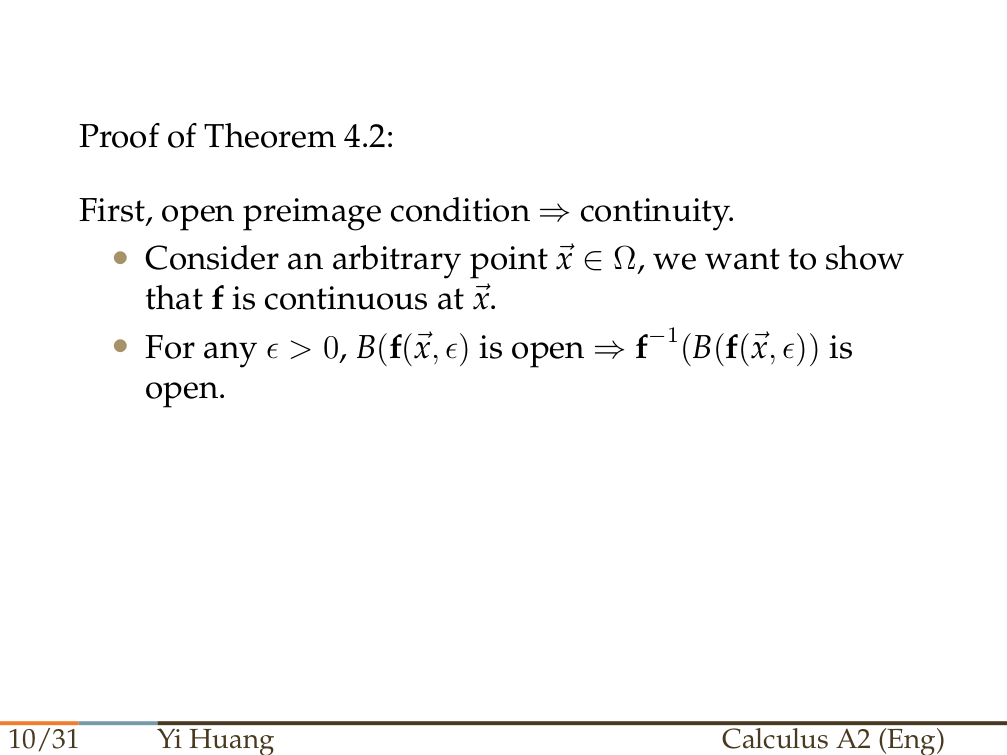 Proof of Theorem 4.2:
First, open preimage condition ⇒ continuity.
• Consider an arbitrary point x⃗ ∈ Ω, we want to show
that f is continuous at x⃗.
• For any ϵ > 0, B(f(x⃗, ϵ) is open ⇒ f⁻¹(B(f(x⃗, ϵ)) is
open.
10/31 Yi Huang Calculus A2 (Eng)